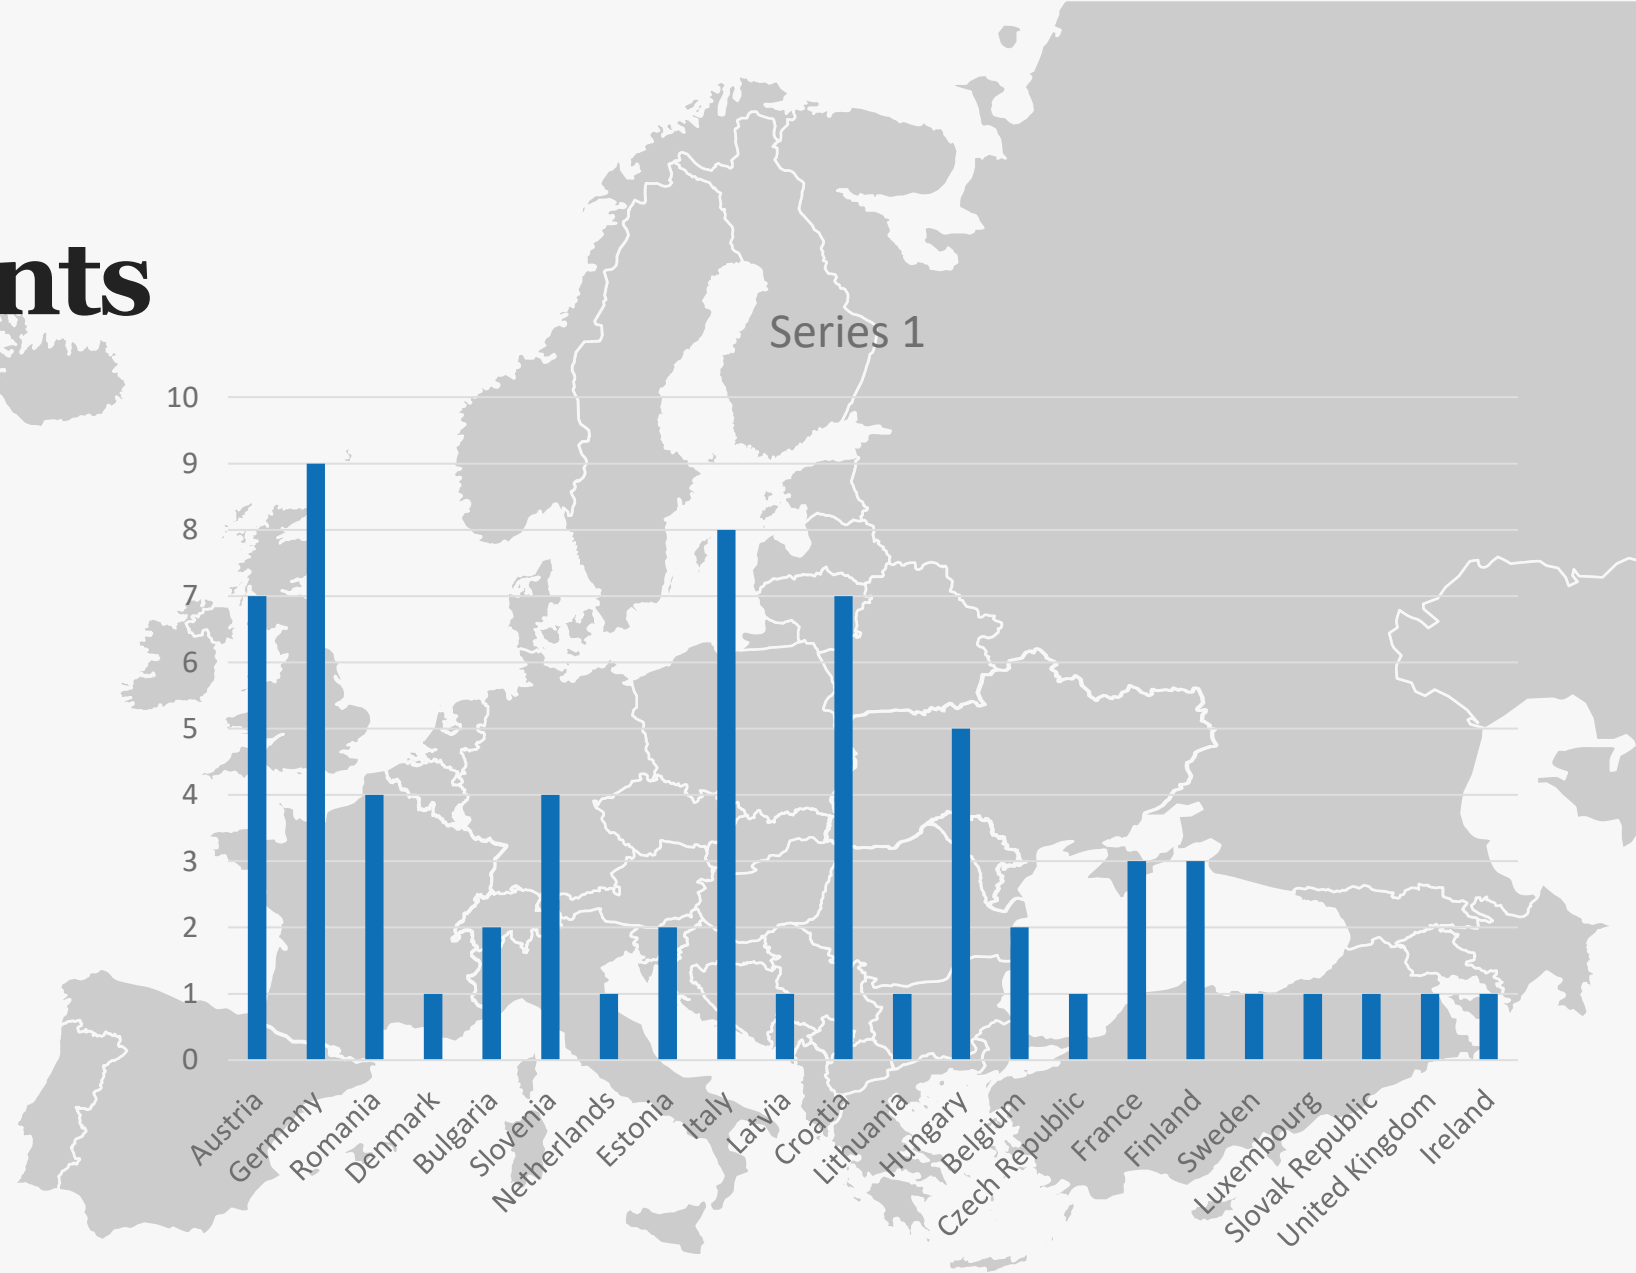 nts
Series 1
10
9
8
7
6
5
4
3
2
1
0
Austria
Germany
Romania
Denmark
Bulgaria
Slovenia
Netherlands
Estonia
Italy
Latvia
Croatia
Lithuania
Hungary
Belgium
Czech Republic
France
Finland
Sweden
Luxembourg
Slovak Republic
United Kingdom
Ireland